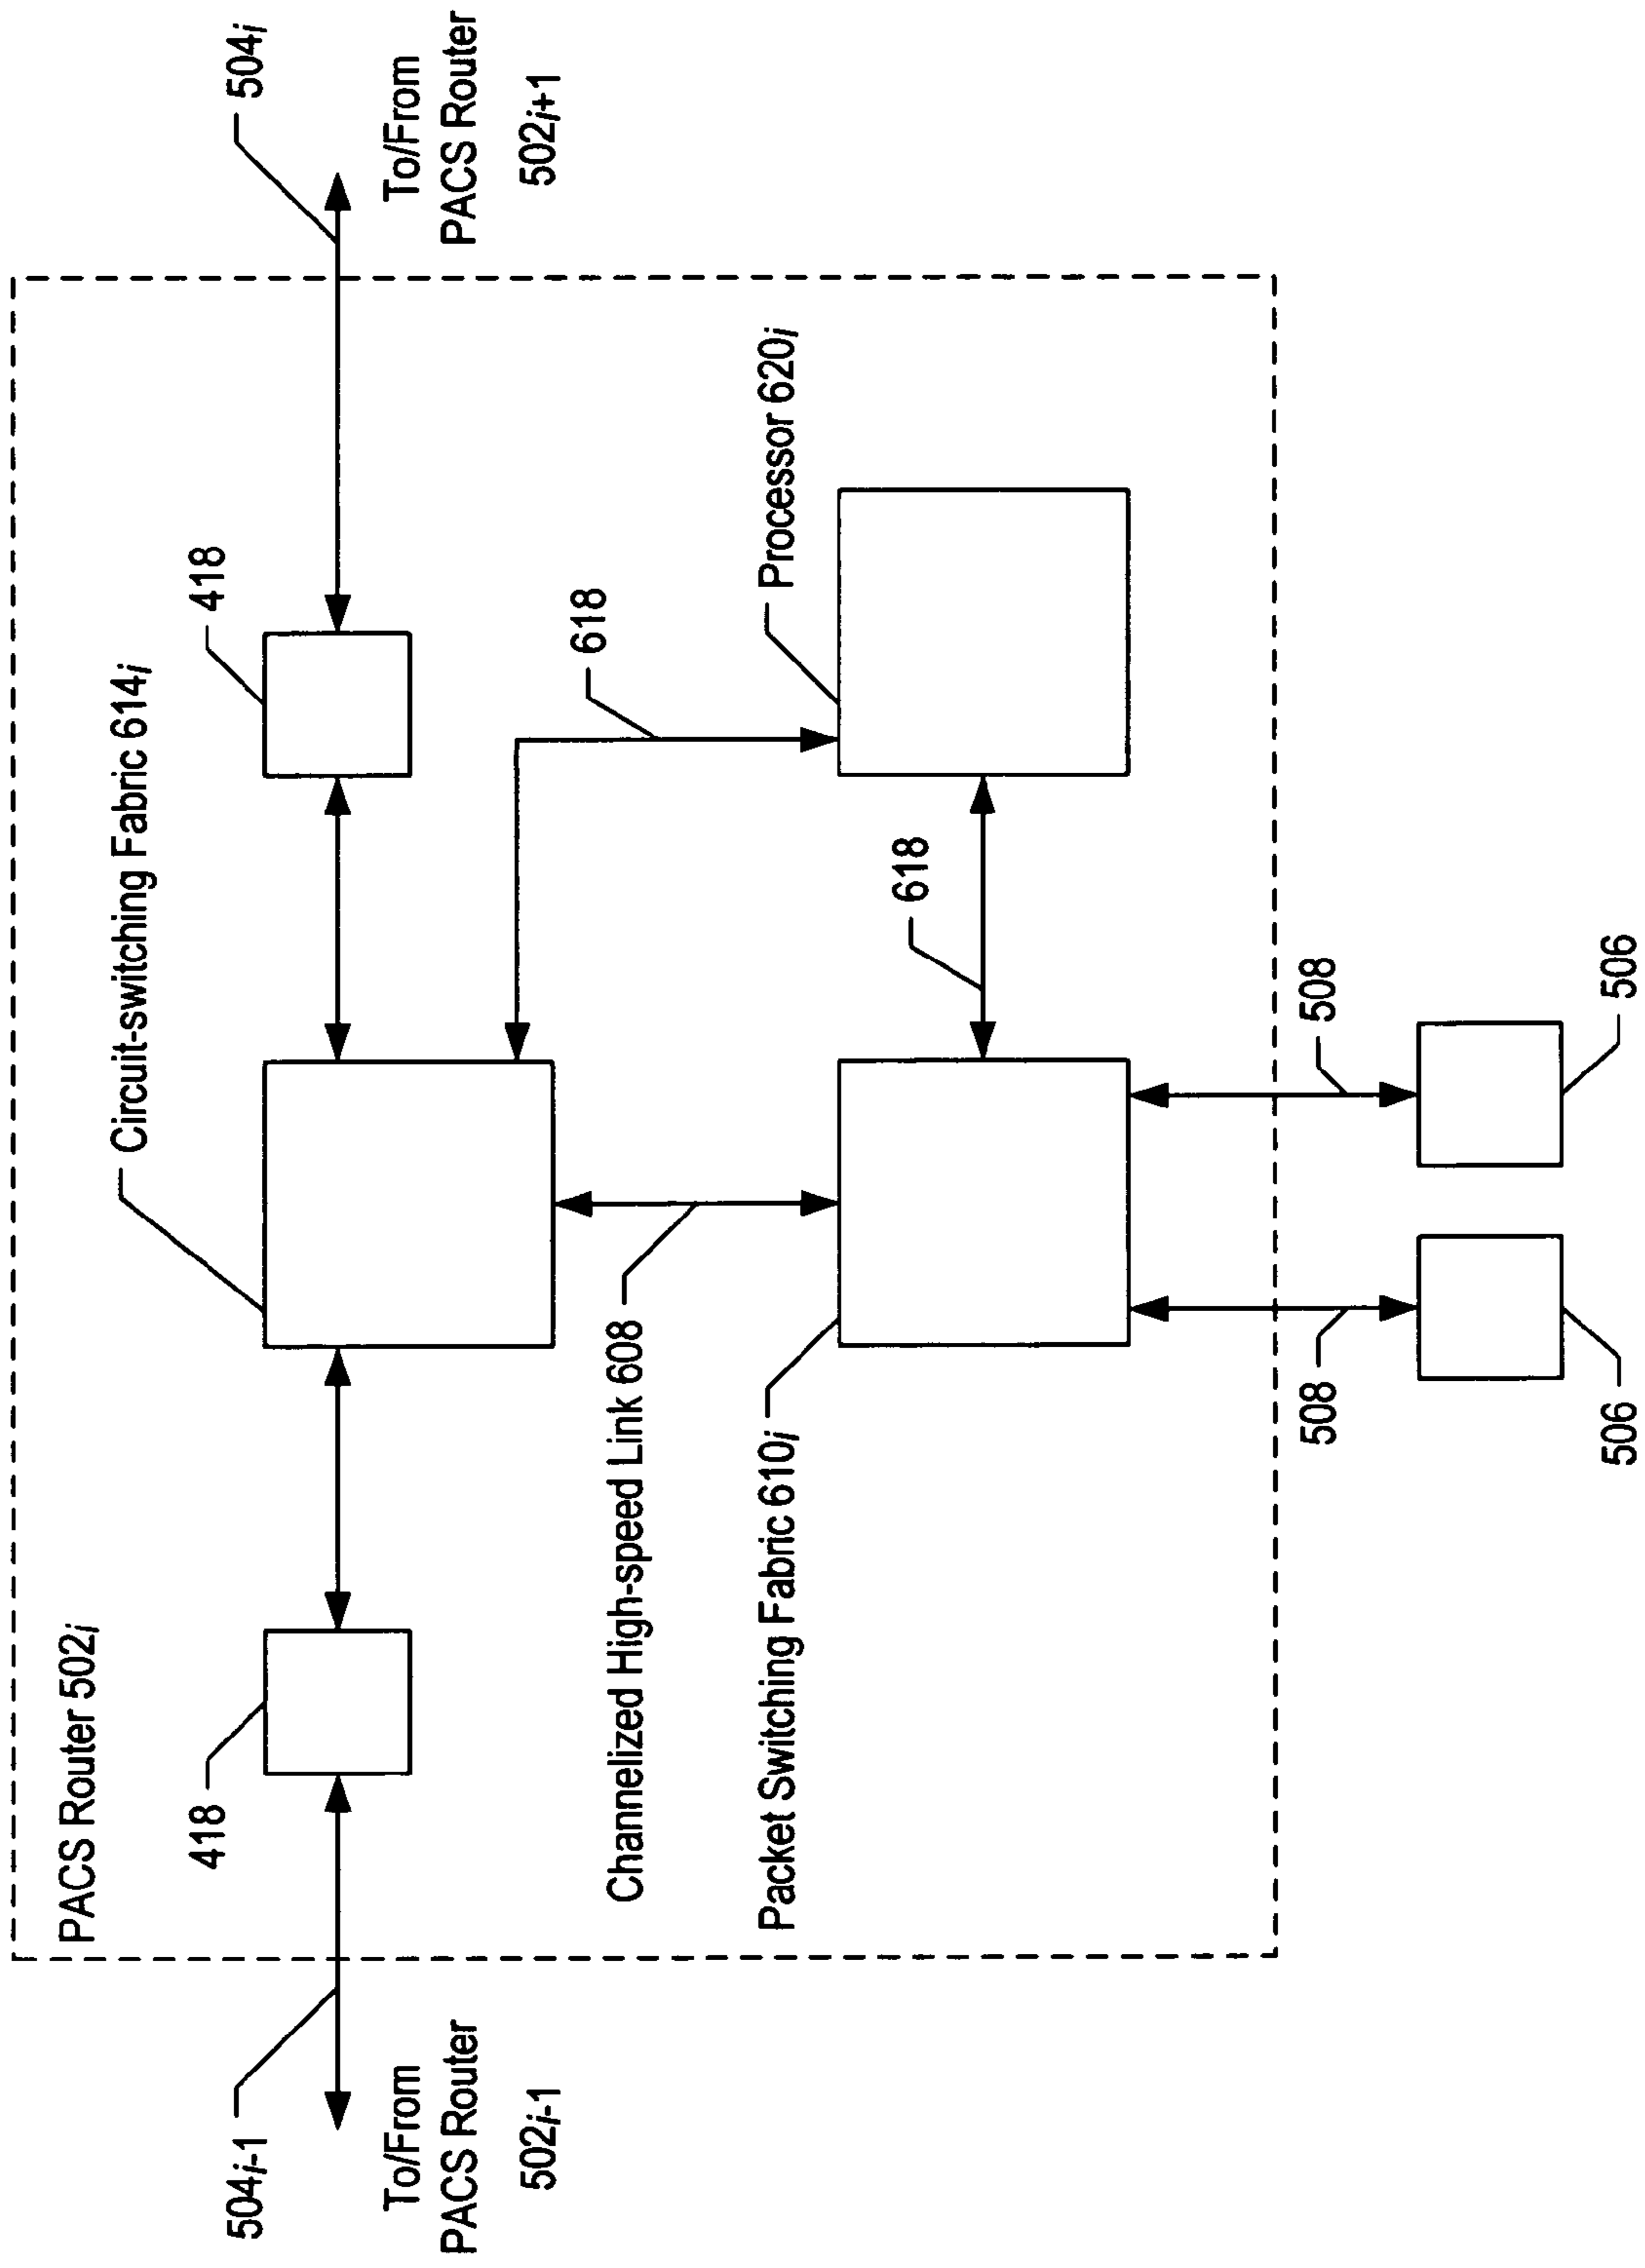 PACS Router 502i
Circuit-switching Fabric 614i
504i-1
418
418
504i
To/From
PACS Router
502i-1
To/From
PACS Router
502i+1
618
Channelized High-speed Link 608
Packet Switching Fabric 610i
Processor 620i
618
508
508
506
506